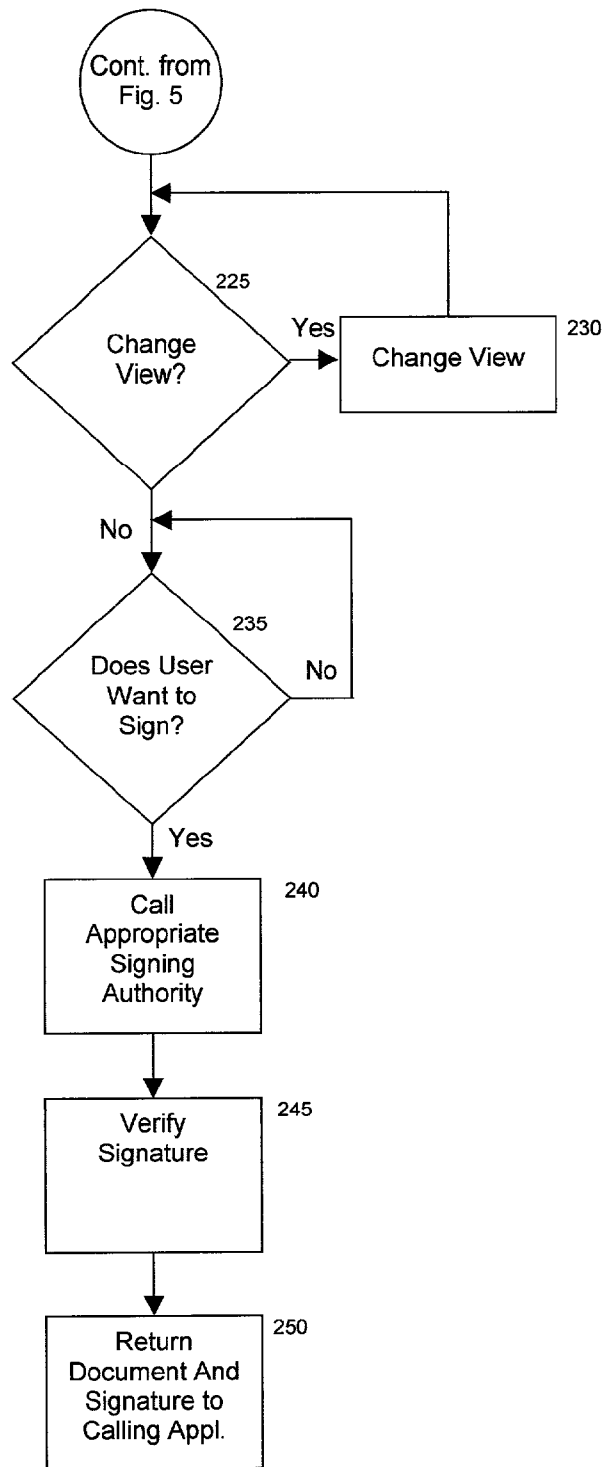 Cont. from
Fig. 5
225
Change
View?
Yes
Change View
230
No
235
Does User
Want to
Sign?
No
Yes
240
Call
Appropriate
Signing
Authority
245
Verify
Signature
250
Return
Document And
Signature to
Calling Appl.